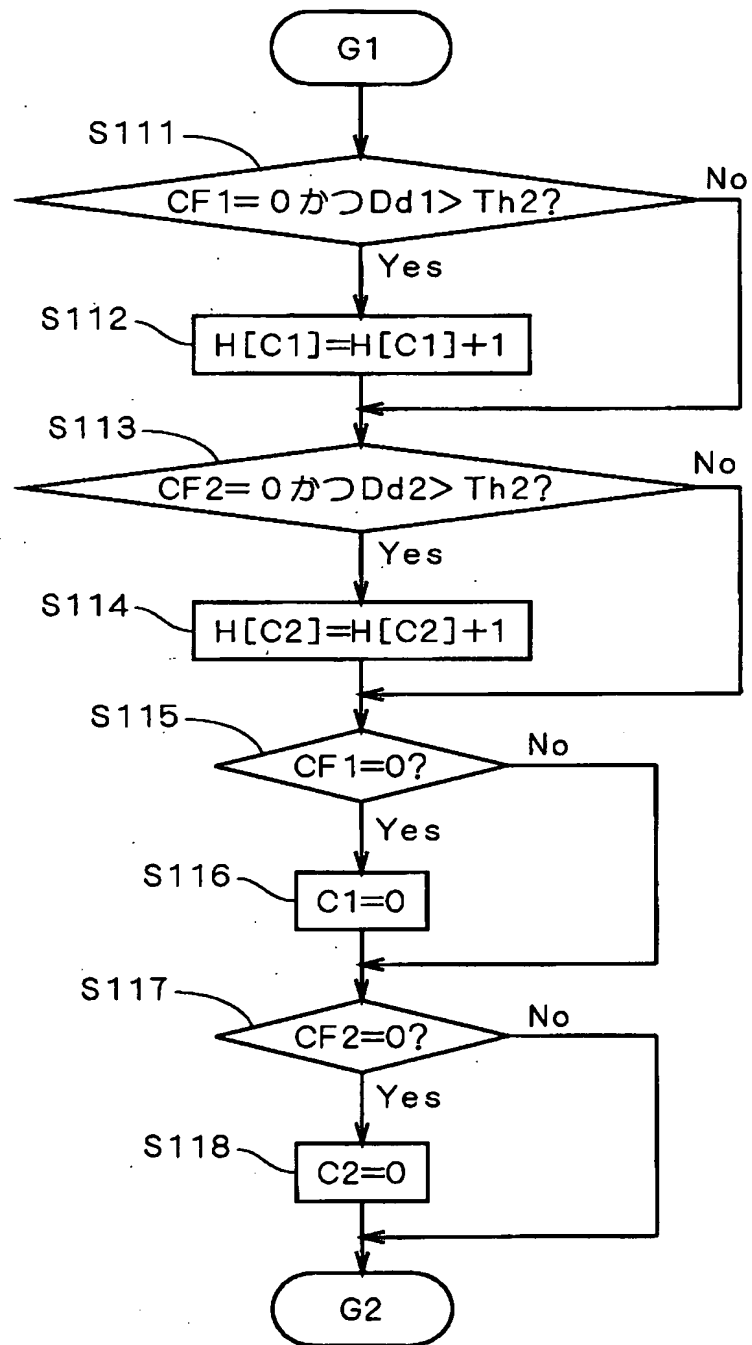 G1
S111
CF1=0かつDd1>Th2?
No
Yes
S112
H[C1]=H[C1]+1
S113
CF2=0かつDd2>Th2?
No
Yes
S114
H[C2]=H[C2]+1
S115
CF1=0?
No
Yes
S116
C1=0
S117
CF2=0?
No
Yes
S118
C2=0
G2